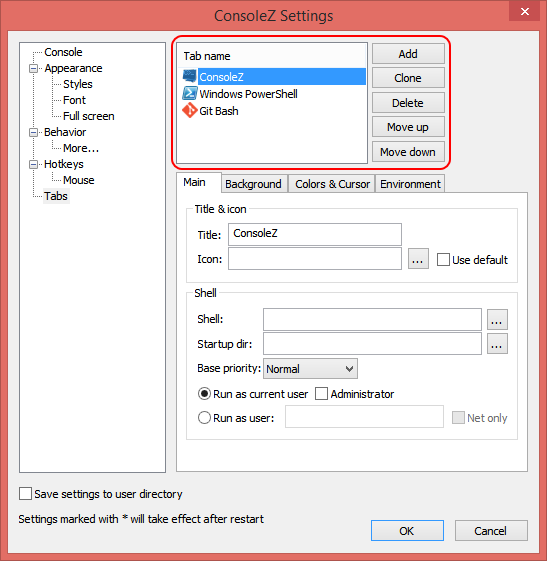 ConsoleZ Settings
Console
Appearance
Styles
Font
Full screen
Behavior
More...
Hotkeys
Mouse
Tabs
Tab name
ConsoleZ
Windows PowerShell
Git Bash
Add
Clone
Delete
Move up
Move down
Main Background Colors & Cursor Environment
Title & icon
Title: ConsoleZ
Icon: ... Use default
Shell
Shell: ...
Startup dir: ...
Base priority: Normal
Run as current user Administrator
Run as user: Net only
Save settings to user directory
Settings marked with * will take effect after restart
OK Cancel